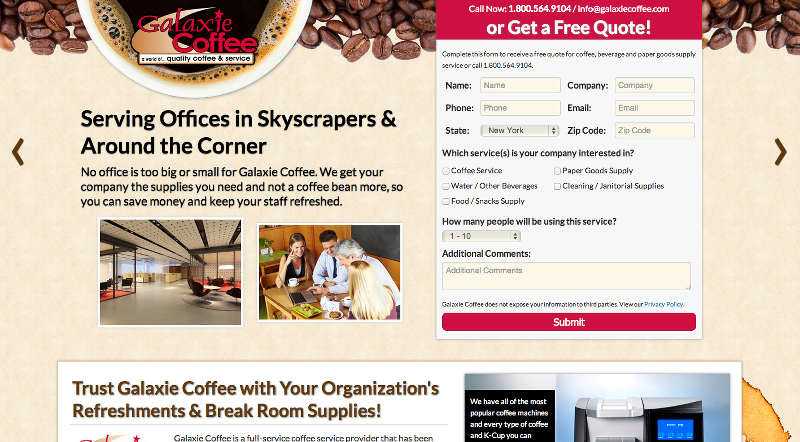 Galaxie
Coffee
a world of... quality coffee & service
Call Now: 1.800.564.9104 / info@galaxiecoffee.com
or Get a Free Quote!
Complete this form to receive a free quote for coffee, beverage and paper goods supply
service or call 1.800.564.9104.
Name: Name Company: Company
Phone: Phone Email: Email
State: New York Zip Code: Zip Code
Which service(s) is your company interested in?
Coffee Service Paper Goods Supply
Water / Other Beverages Cleaning / Janitorial Supplies
Food / Snacks Supply
How many people will be using this service?
1 - 10
Additional Comments:
Additional Comments
Galaxie Coffee does not expose your information to third parties. View our Privacy Policy.
Submit
Serving Offices in Skyscrapers &
Around the Corner
No office is too big or small for Galaxie Coffee. We get your
company the supplies you need and not a coffee bean more, so
you can save money and keep your staff refreshed.
Trust Galaxie Coffee with Your Organization's
Refreshments & Break Room Supplies!
Galaxie
Galaxie Coffee is a full-service coffee service provider that has been
We have all of the most
popular coffee machines
and every type of coffee
and K-Cup you can